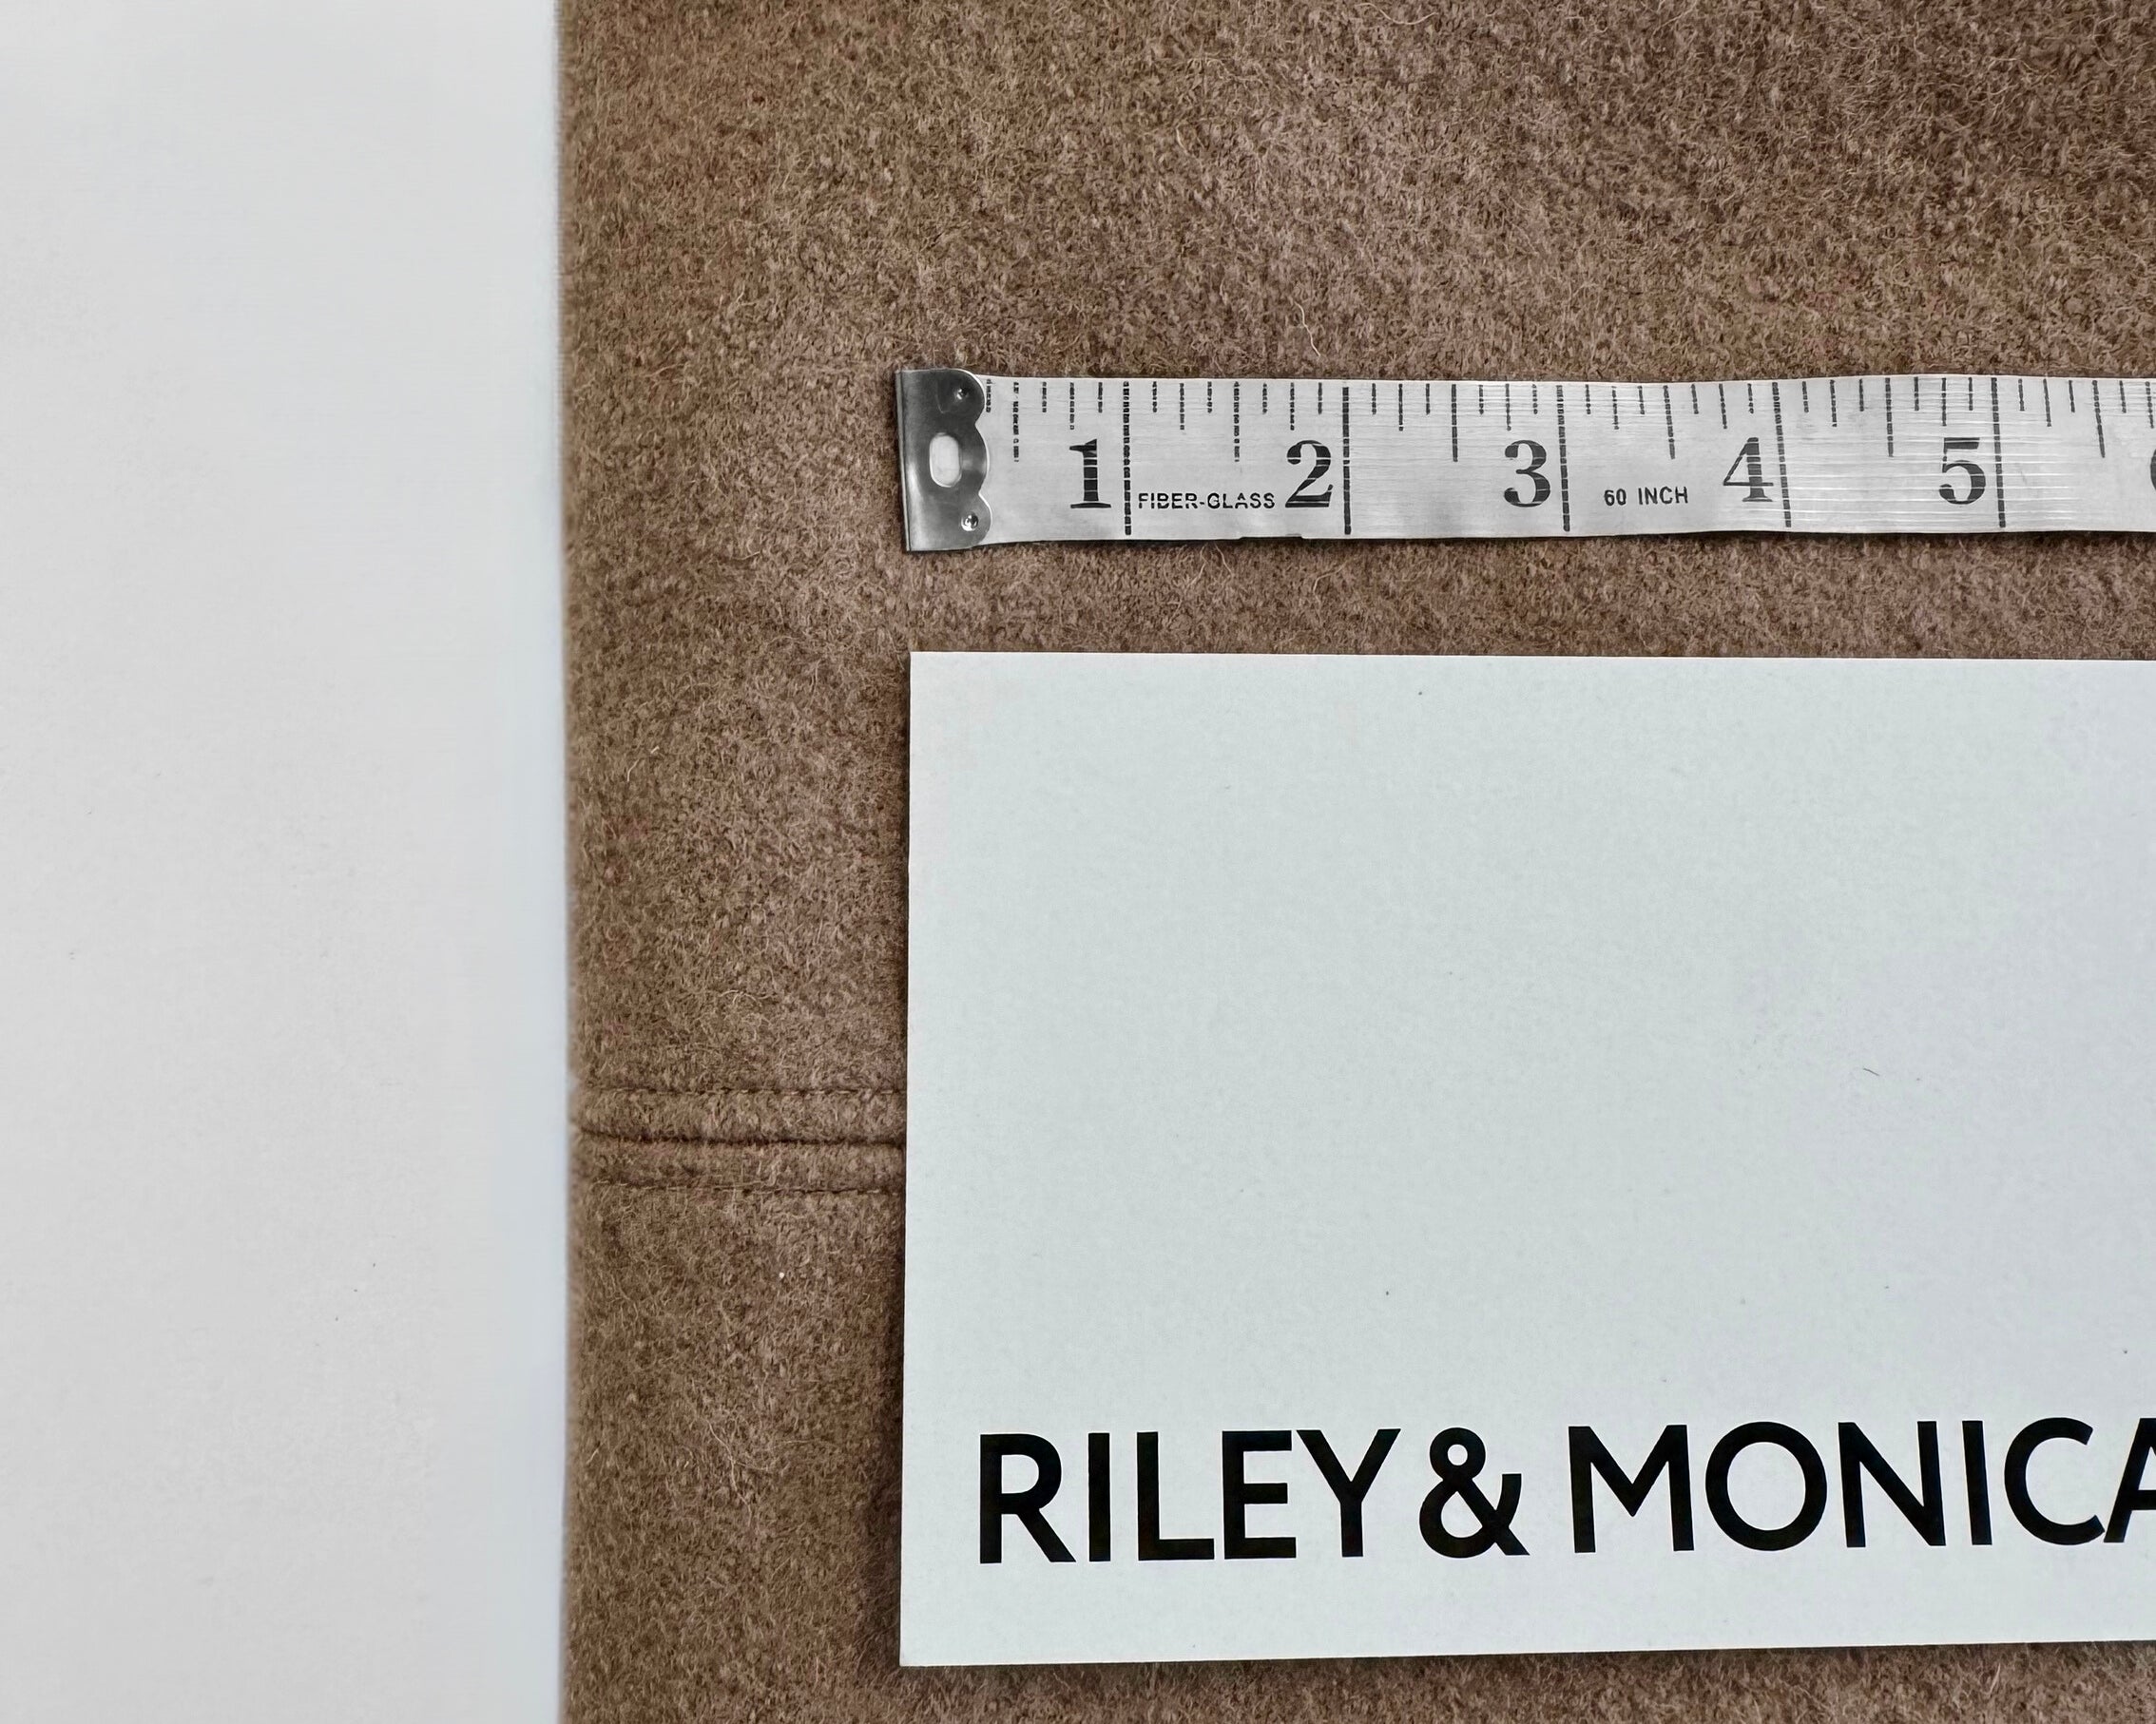 1 FIBER-GLASS 2 3 60 INCH 4 5
RILEY & MONICA